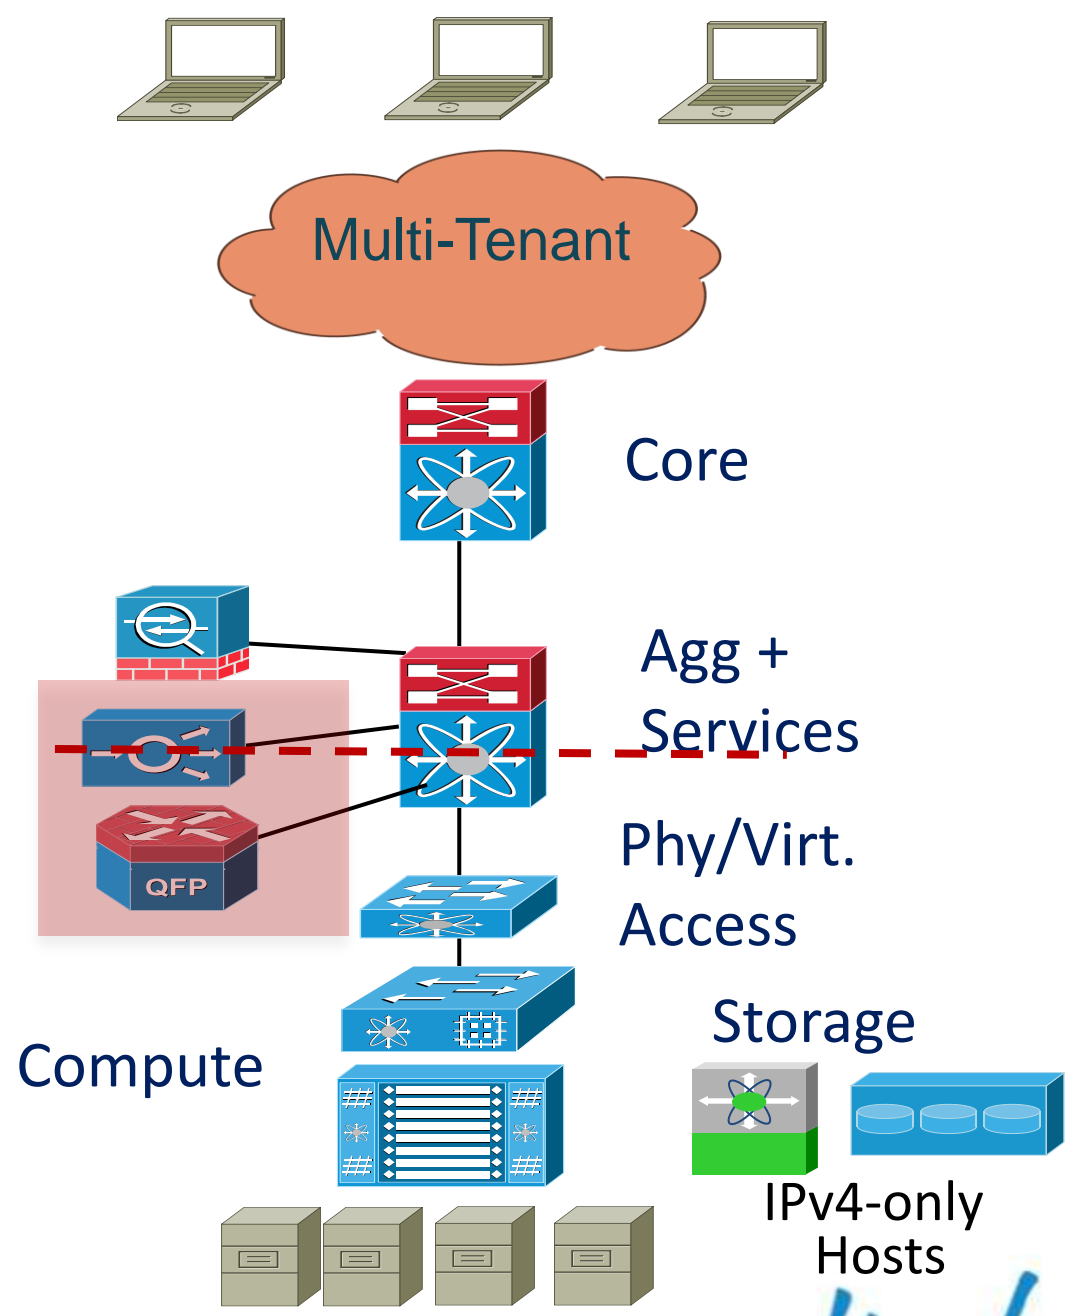 Multi-Tenant
Core
Agg +
Services
Phy/Virt.
Access
QFP
Storage
Compute
IPv4-only
Hosts